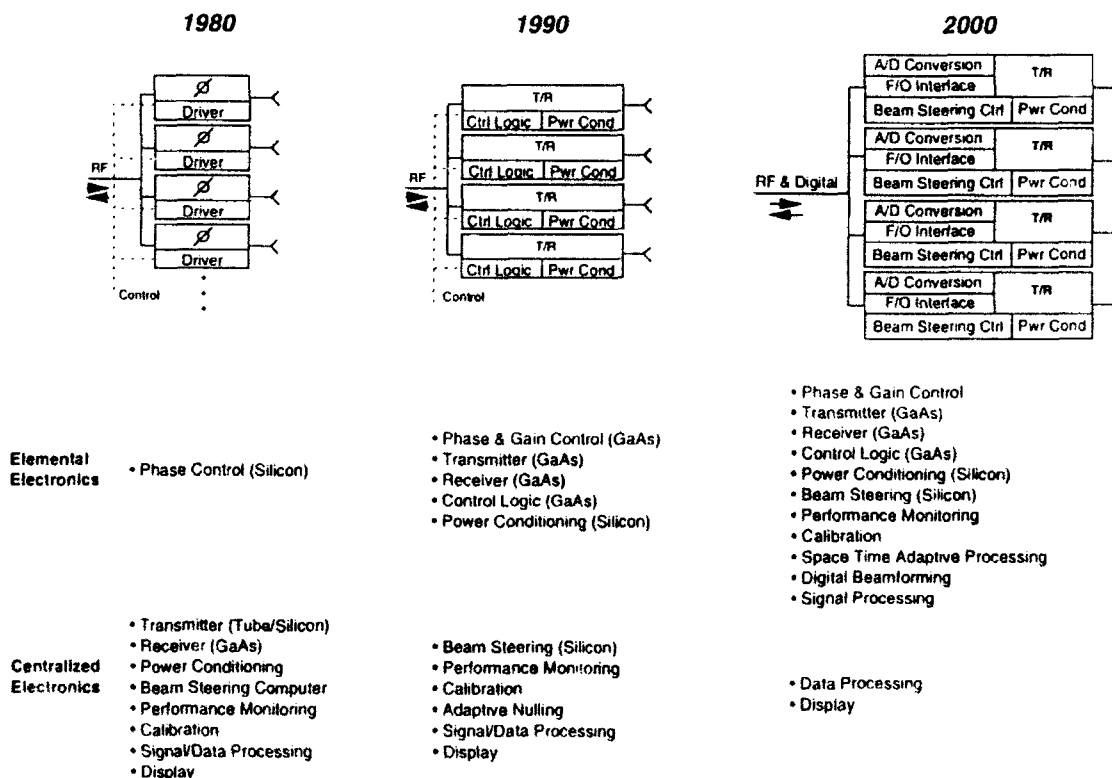 1980
1990
2000
Ø
Driver
Ø
Driver
Ø
Driver
Ø
Driver
RF
Control
T/R
Ctrl Logic Pwr Cond
T/R
Ctrl Logic Pwr Cond
T/R
Ctrl Logic Pwr Cond
T/R
Ctrl Logic Pwr Cond
RF
Control
A/D Conversion
T/R
F/O Interface
Beam Steering Ctrl Pwr Cond
A/D Conversion
T/R
F/O Interface
Beam Steering Ctrl Pwr Cond
A/D Conversion
T/R
F/O Interface
Beam Steering Ctrl Pwr Cond
A/D Conversion
T/R
F/O Interface
Beam Steering Ctrl Pwr Cond
RF & Digital
Elemental
Electronics
• Phase Control (Silicon)
• Phase & Gain Control (GaAs)
• Transmitter (GaAs)
• Receiver (GaAs)
• Control Logic (GaAs)
• Power Conditioning (Silicon)
• Phase & Gain Control
• Transmitter (GaAs)
• Receiver (GaAs)
• Control Logic (GaAs)
• Power Conditioning (Silicon)
• Beam Steering (Silicon)
• Performance Monitoring
• Calibration
• Space Time Adaptive Processing
• Digital Beamforming
• Signal Processing
Centralized
Electronics
• Transmitter (Tube/Silicon)
• Receiver (GaAs)
• Power Conditioning
• Beam Steering Computer
• Performance Monitoring
• Calibration
• Signal/Data Processing
• Display
• Beam Steering (Silicon)
• Performance Monitoring
• Calibration
• Adaptive Nulling
• Signal/Data Processing
• Display
• Data Processing
• Display